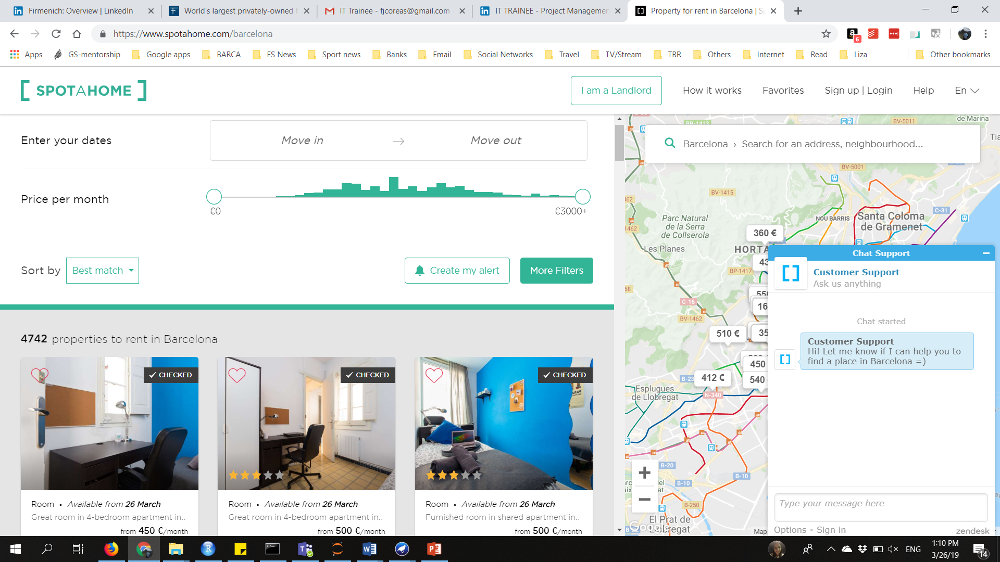 Firmenich: Overview | LinkedIn
World's largest privately-owned f
IT Trainee - fjcoreas@gmail.com
IT TRAINEE - Project Managemen
Property for rent in Barcelona | S
https://www.spotahome.com/barcelona
6
Apps
GS-mentorship
Google apps
BARCA
ES News
Sport news
Banks
Email
Social Networks
Travel
TV/Stream
TBR
Others
Internet
Read
Liza
Other bookmarks
[ SPOTAHOME ]
I am a Landlord
How it works
Favorites
Sign up | Login
Help
En
Enter your dates
Move in → Move out
Price per month
€0
€3000+
Sort by
Best match
Create my alert
More Filters
4742 properties to rent in Barcelona
CHECKED
CHECKED
CHECKED
Room · Available from 26 March
Great room in 4-bedroom apartment in..
from 450 €/month
Room · Available from 26 March
Great room in 4-bedroom apartment in..
from 500 €/month
Room · Available from 26 March
Furnished room in shared apartment in..
from 500 €/month
Barcelona › Search for an address, neighbourhood.....
BP-1413
BV-5011
de Marina
Tia
BV-5001
BV-1415
C-31
462
Parc Natural
de la Serra
de Collserola
NOU BARRIS
Santa Coloma
de Gramenet
1462
360 €
Les Planes
HORTA
43
BP-1417
68
550
C-16
16
BV-1462
510 €
35
450
B-23
412 €
540
Esplugues
de Llobregat
N-340
B-20
B-10
B-10
B-250
El Prat de
Llobregat
Google
Map
Chat Support
Customer Support
Ask us anything
Chat started
Customer Support
Hi! Let me know if I can help you to
find a place in Barcelona =)
Type your message here
Options • Sign in
zendesk
ENG
1:10 PM
3/26/19
14